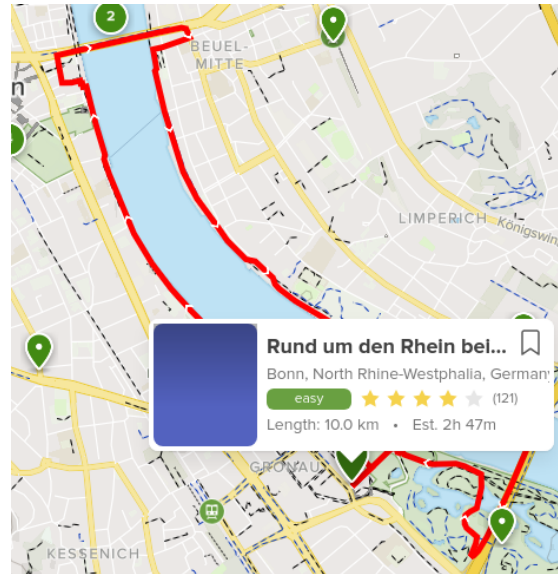 2
BEUEL-
MITTE
n
LIMPERICH
Königswin
Rund um den Rhein bei...
Bonn, North Rhine-Westphalia, Germany
easy
(121)
Length: 10.0 km • Est. 2h 47m
GRONAU
KESSENICH